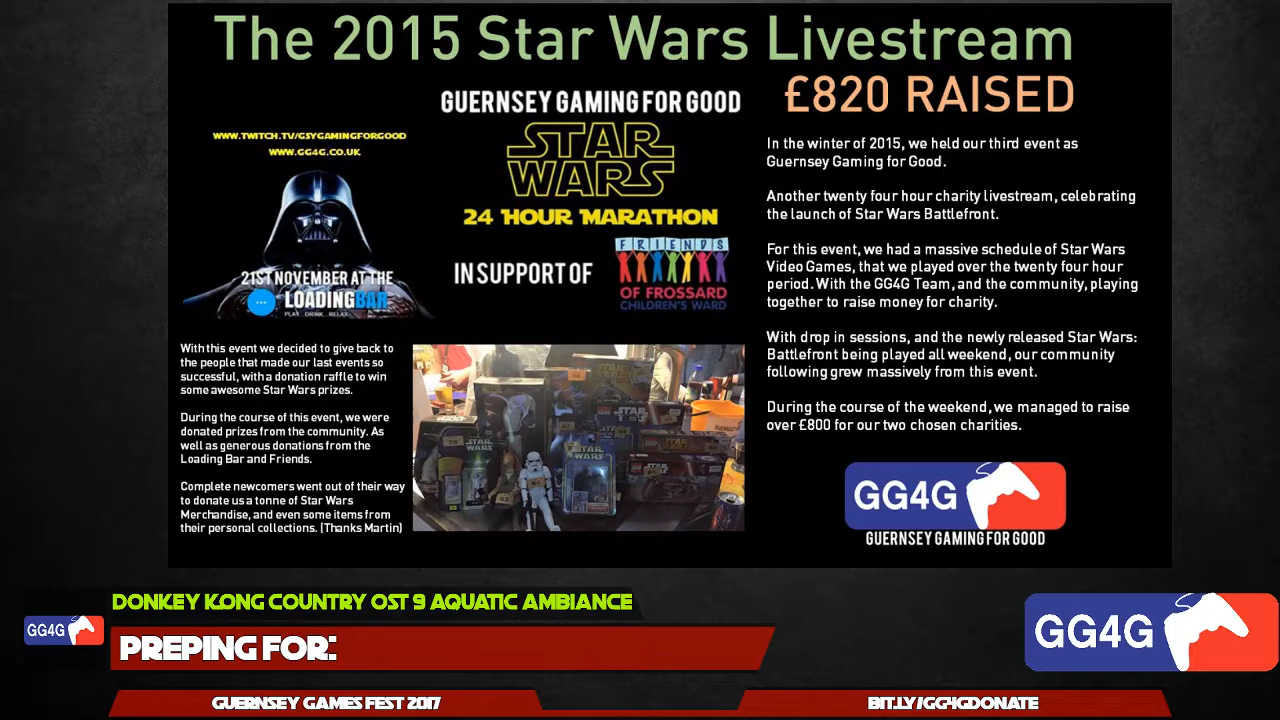 The 2015 Star Wars Livestream
£820 RAISED
WWW.TWITCH.TV/GSYGAMINGFORGOOD
WWW.GG4G.CO.UK
GUERNSEY GAMING FOR GOOD
STAR
WARS
24 HOUR MARATHON
21ST NOVEMBER AT THE
LOADINGBAR
PLAY.. DRINK.. RELAX
IN SUPPORT OF
FRIENDS
OF FROSSARD
CHILDREN'S WARD
In the winter of 2015, we held our third event as
Guernsey Gaming for Good.
Another twenty four hour charity livestream, celebrating
the launch of Star Wars Battlefront.
For this event, we had a massive schedule of Star Wars
Video Games, that we played over the twenty four hour
period. With the GG4G Team, and the community, playing
together to raise money for charity.
With drop in sessions, and the newly released Star Wars:
Battlefront being played all weekend, our community
following grew massively from this event.
During the course of the weekend, we managed to raise
over £800 for our two chosen charities.
With this event we decided to give back to
the people that made our last events so
successful, with a donation raffle to win
some awesome Star Wars prizes.
During the course of this event, we were
donated prizes from the community. As
well as generous donations from the
Loading Bar and Friends.
Complete newcomers went out of their way
to donate us a tonne of Star Wars
Merchandise, and even some items from
their personal collections. (Thanks Martin)
STAR
WARS
STAR
WARS
GG4G
GUERNSEY GAMING FOR GOOD
DONKEY KONG COUNTRY OST 9 AQUATIC AMBIANCE
GG4G
PREPING FOR:
GG4G
GUERNSEY GAMES FEST 2017
BIT.LY/GG4GDONATE